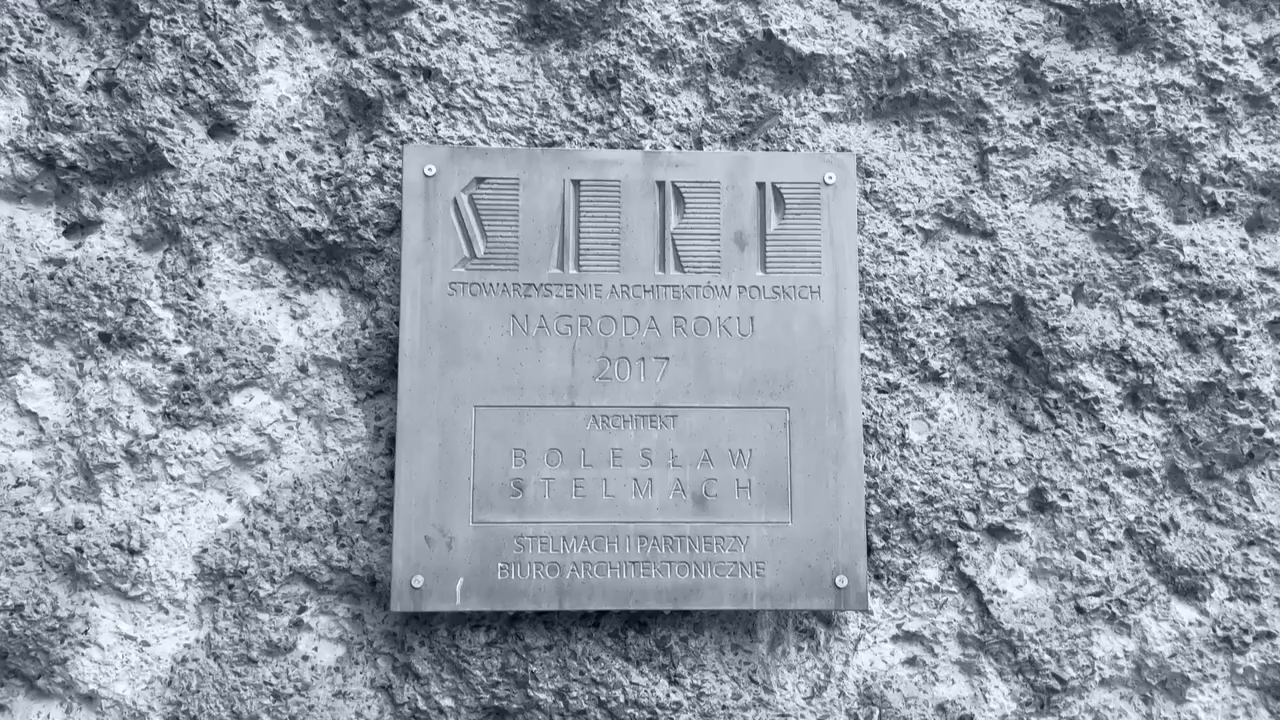 SARP
STOWARZYSZENIE ARCHITEKTÓW POLSKICH
NAGRODA ROKU
2017
ARCHITEKT
BOLESŁAW
STELMACH
STELMACH I PARTNERZY
BIURO ARCHITEKTONICZNE